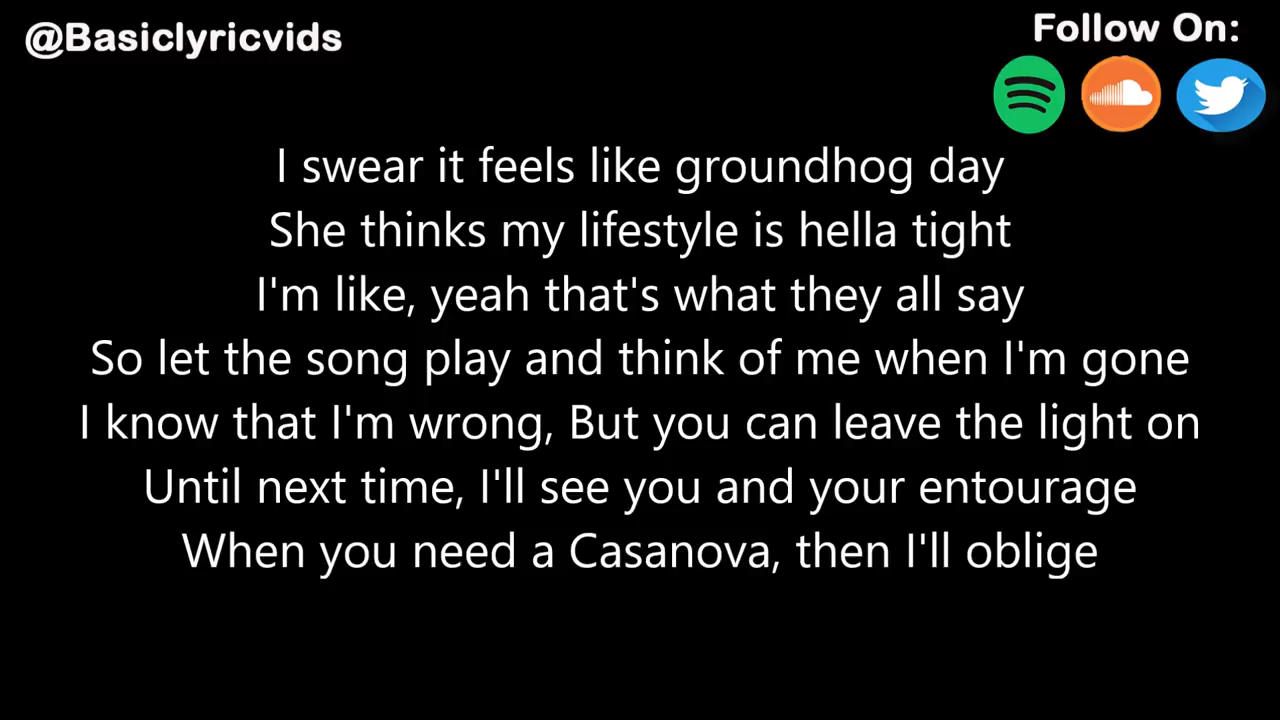 @Basiclyricvids
Follow On:
I swear it feels like groundhog day
She thinks my lifestyle is hella tight
I'm like, yeah that's what they all say
So let the song play and think of me when I'm gone
I know that I'm wrong, But you can leave the light on
Until next time, I'll see you and your entourage
When you need a Casanova, then I'll oblige